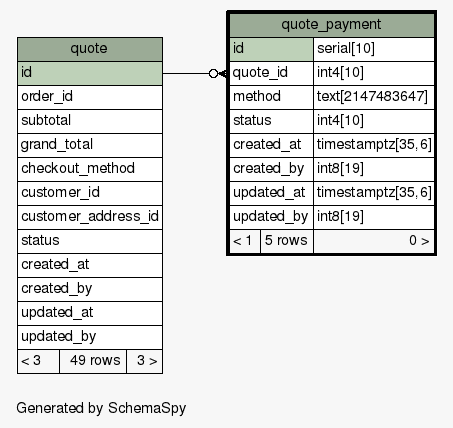 quote
id
order_id
subtotal
grand_total
checkout_method
customer_id
customer_address_id
status
created_at
created_by
updated_at
updated_by
< 3 49 rows 3 >
quote_payment
id serial[10]
quote_id int4[10]
method text[2147483647]
status int4[10]
created_at timestamptz[35,6]
created_by int8[19]
updated_at timestamptz[35,6]
updated_by int8[19]
< 1 5 rows 0 >
Generated by SchemaSpy